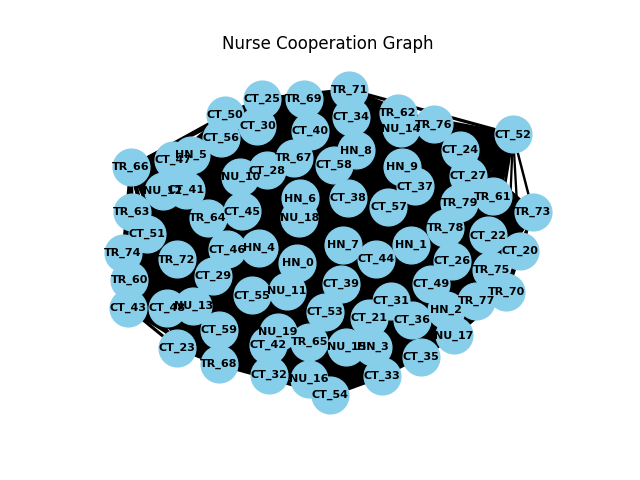 Nurse Cooperation Graph
TR_71
CT_25
TR_69
CT_50
TR_62
CT_34
CT_30
TR_76
NU_14
CT_40
CT_52
CT_56
CT_24
HN_8
HN_5
CT_47
TR_67
CT_58
TR_66
HN_9
CT_28
CT_27
NU_10
CT_37
NU_12
CT_41
TR_61
HN_6
CT_38
TR_79
CT_57
TR_63
CT_45
TR_73
TR_64
NU_18
TR_78
CT_51
CT_22
HN_7
HN_1
CT_46
HN_4
CT_20
TR_74
TR_72
CT_44
CT_26
HN_0
TR_75
CT_29
TR_60
CT_39
CT_49
NU_11
TR_70
CT_55
CT_31
TR_77
NU_13
CT_43
CT_48
HN_2
CT_53
CT_21
CT_36
CT_59
NU_19
NU_17
TR_65
CT_42
CT_23
NU_15
HN_3
CT_35
TR_68
CT_32
CT_33
NU_16
CT_54